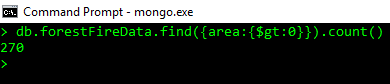 C:\. Command Prompt - mongo.exe
> db.forestFireData.find({area:{$gt:0}}).count()
270
>